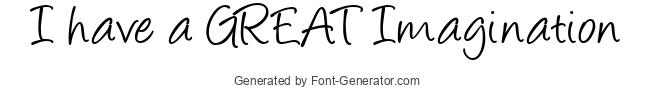 I have a GREAT Imagination
Generated by Font-Generator.com